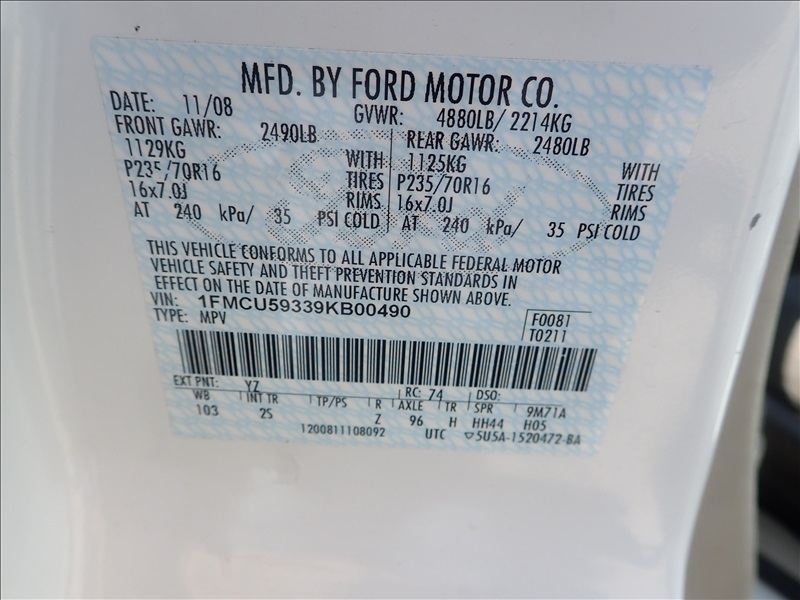 MFD. BY FORD MOTOR CO.
DATE: 11/08 GVWR: 4880LB/ 2214KG
FRONT GAWR: 2490LB REAR GAWR: 2480LB
1129KG WITH 1125KG WITH
P235/70R16 TIRES P235/70R16 TIRES
16x7.0J RIMS 16x7.0J RIMS
AT 240 kPa/ 35 PSI COLD AT 240 kPa/ 35 PSI COLD
THIS VEHICLE CONFORMS TO ALL APPLICABLE FEDERAL MOTOR
VEHICLE SAFETY AND THEFT PREVENTION STANDARDS IN
EFFECT ON THE DATE OF MANUFACTURE SHOWN ABOVE.
VIN: 1FMCU59339KB00490 F0081
TYPE: MPV T0211
EXT PNT: YZ RC: 74 DSO:
WB INT TR TP/PS R AXLE TR SPR 9M71A
103 2S Z 96 H HH44 H05
1200811108092 UTC 5U5A-1520472-BA